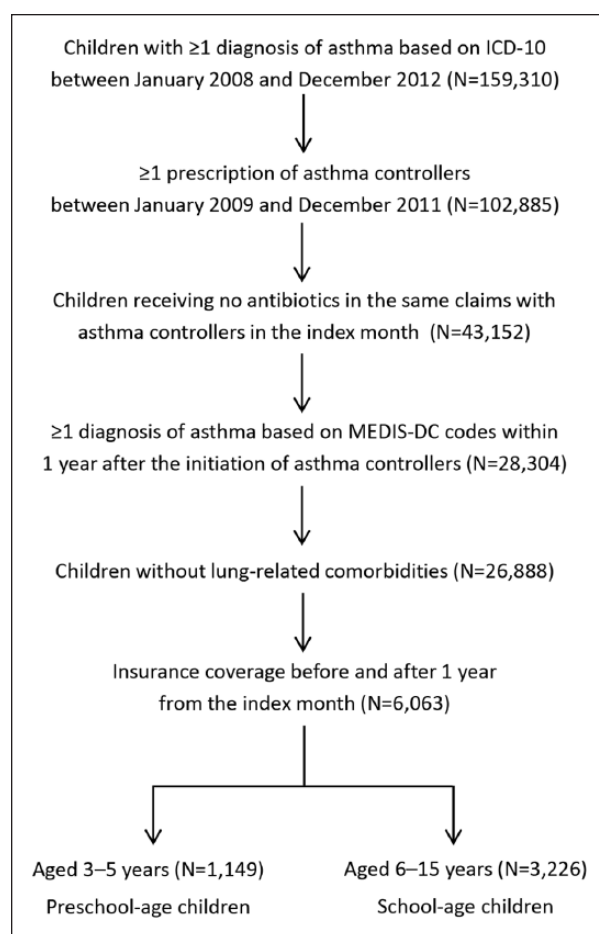 Children with ≥1 diagnosis of asthma based on ICD-10
between January 2008 and December 2012 (N=159,310)
≥1 prescription of asthma controllers
between January 2009 and December 2011 (N=102,885)
Children receiving no antibiotics in the same claims with
asthma controllers in the index month (N=43,152)
≥1 diagnosis of asthma based on MEDIS-DC codes within
1 year after the initiation of asthma controllers (N=28,304)
Children without lung-related comorbidities (N=26,888)
Insurance coverage before and after 1 year
from the index month (N=6,063)
Aged 3–5 years (N=1,149)
Preschool-age children
Aged 6–15 years (N=3,226)
School-age children